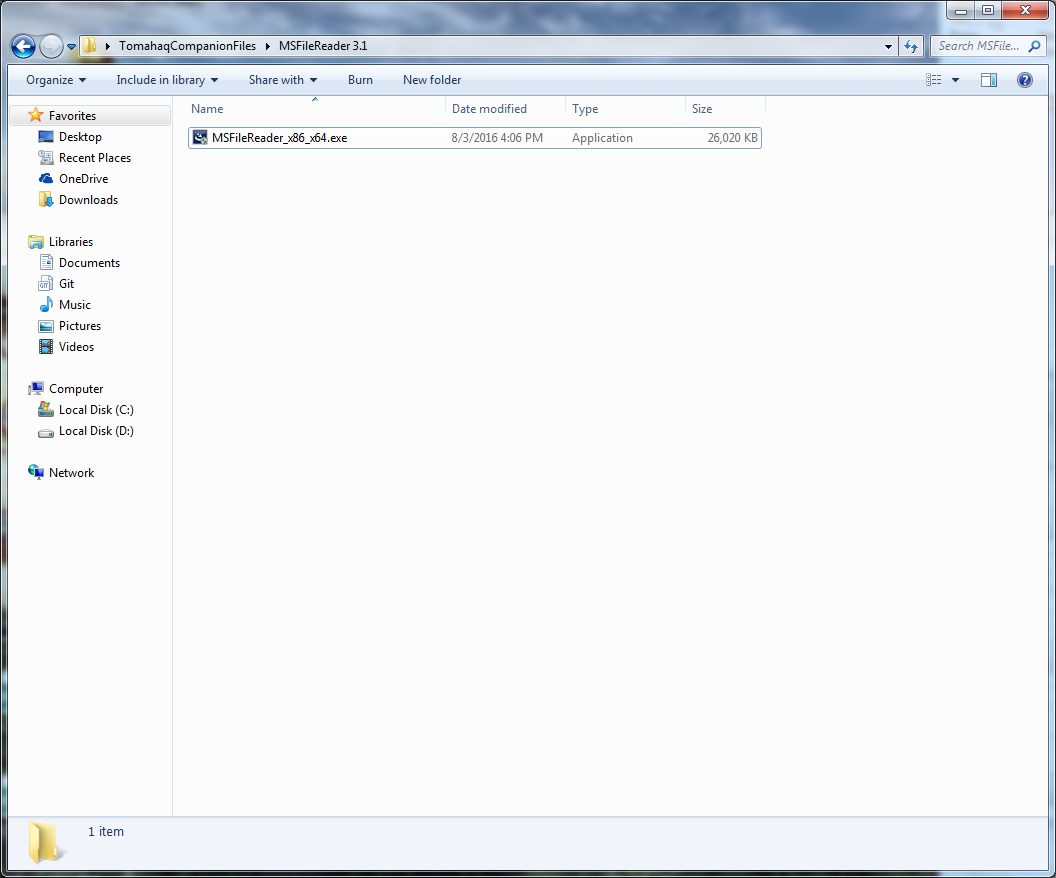 TomahaqCompanionFiles MSFileReader 3.1 Search MSFile...
Organize Include in library Share with Burn New folder
Name Date modified Type Size
MSFileReader_x86_x64.exe 8/3/2016 4:06 PM Application 26,020 KB
Favorites
Desktop
Recent Places
OneDrive
Downloads
Libraries
Documents
Git
Music
Pictures
Videos
Computer
Local Disk (C:)
Local Disk (D:)
Network
1 item